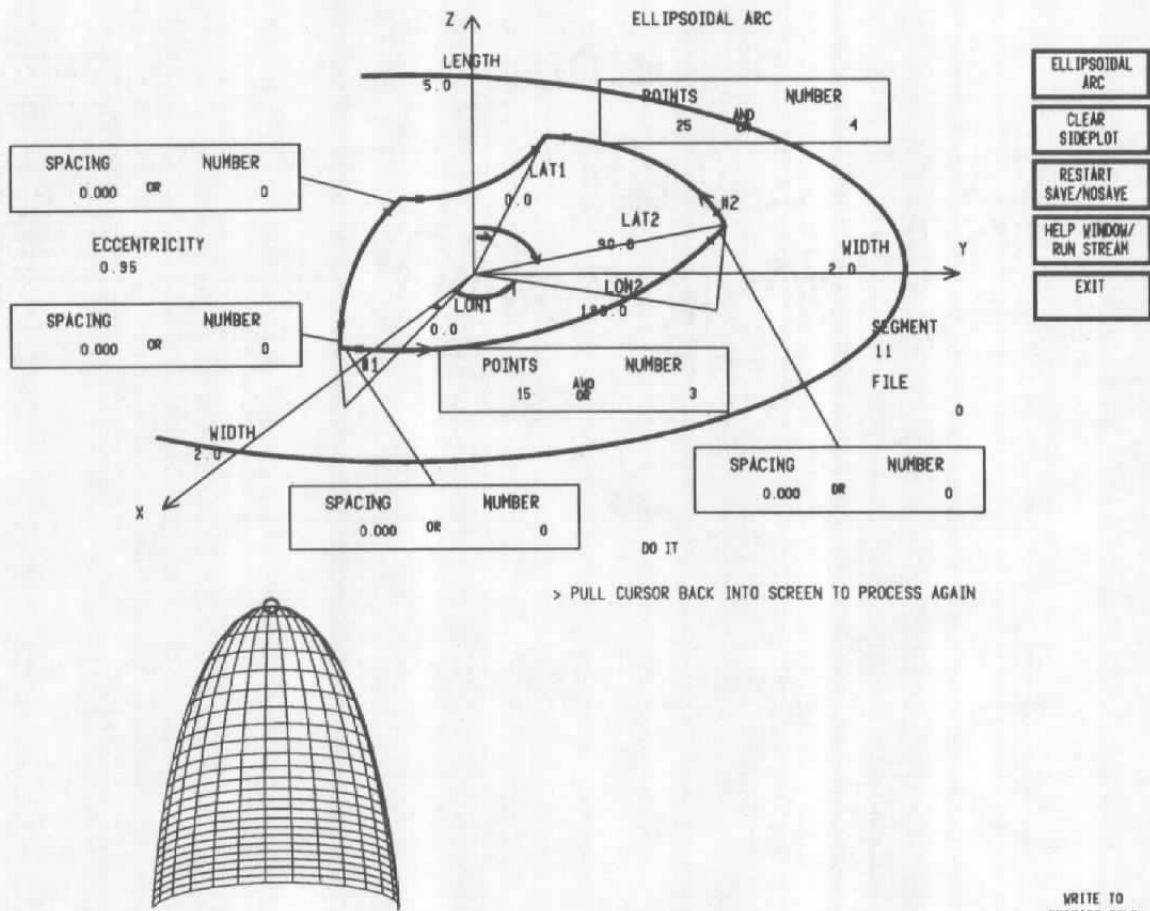 Z
ELLIPSOIDAL ARC
LENGTH
5.0
POINTS AND OR NUMBER
25 4
ELLIPSOIDAL
ARC
CLEAR
SIDEPLOT
RESTART
SAVE/NOSAVE
HELP WINDOW/
RUN STREAM
EXIT
SPACING NUMBER
0.000 OR 0
LAT1
0.0
#2
LAT2
90.0
ECCENTRICITY
0.95
WIDTH
2.0
Y
LON1
0.0
LON2
180.0
SPACING NUMBER
0.000 OR 0
SEGMENT
11
FILE
0
#1
POINTS AND OR NUMBER
15 3
WIDTH
2.0
X
SPACING NUMBER
0.000 OR 0
SPACING NUMBER
0.000 OR 0
DO IT
> PULL CURSOR BACK INTO SCREEN TO PROCESS AGAIN
WRITE TO